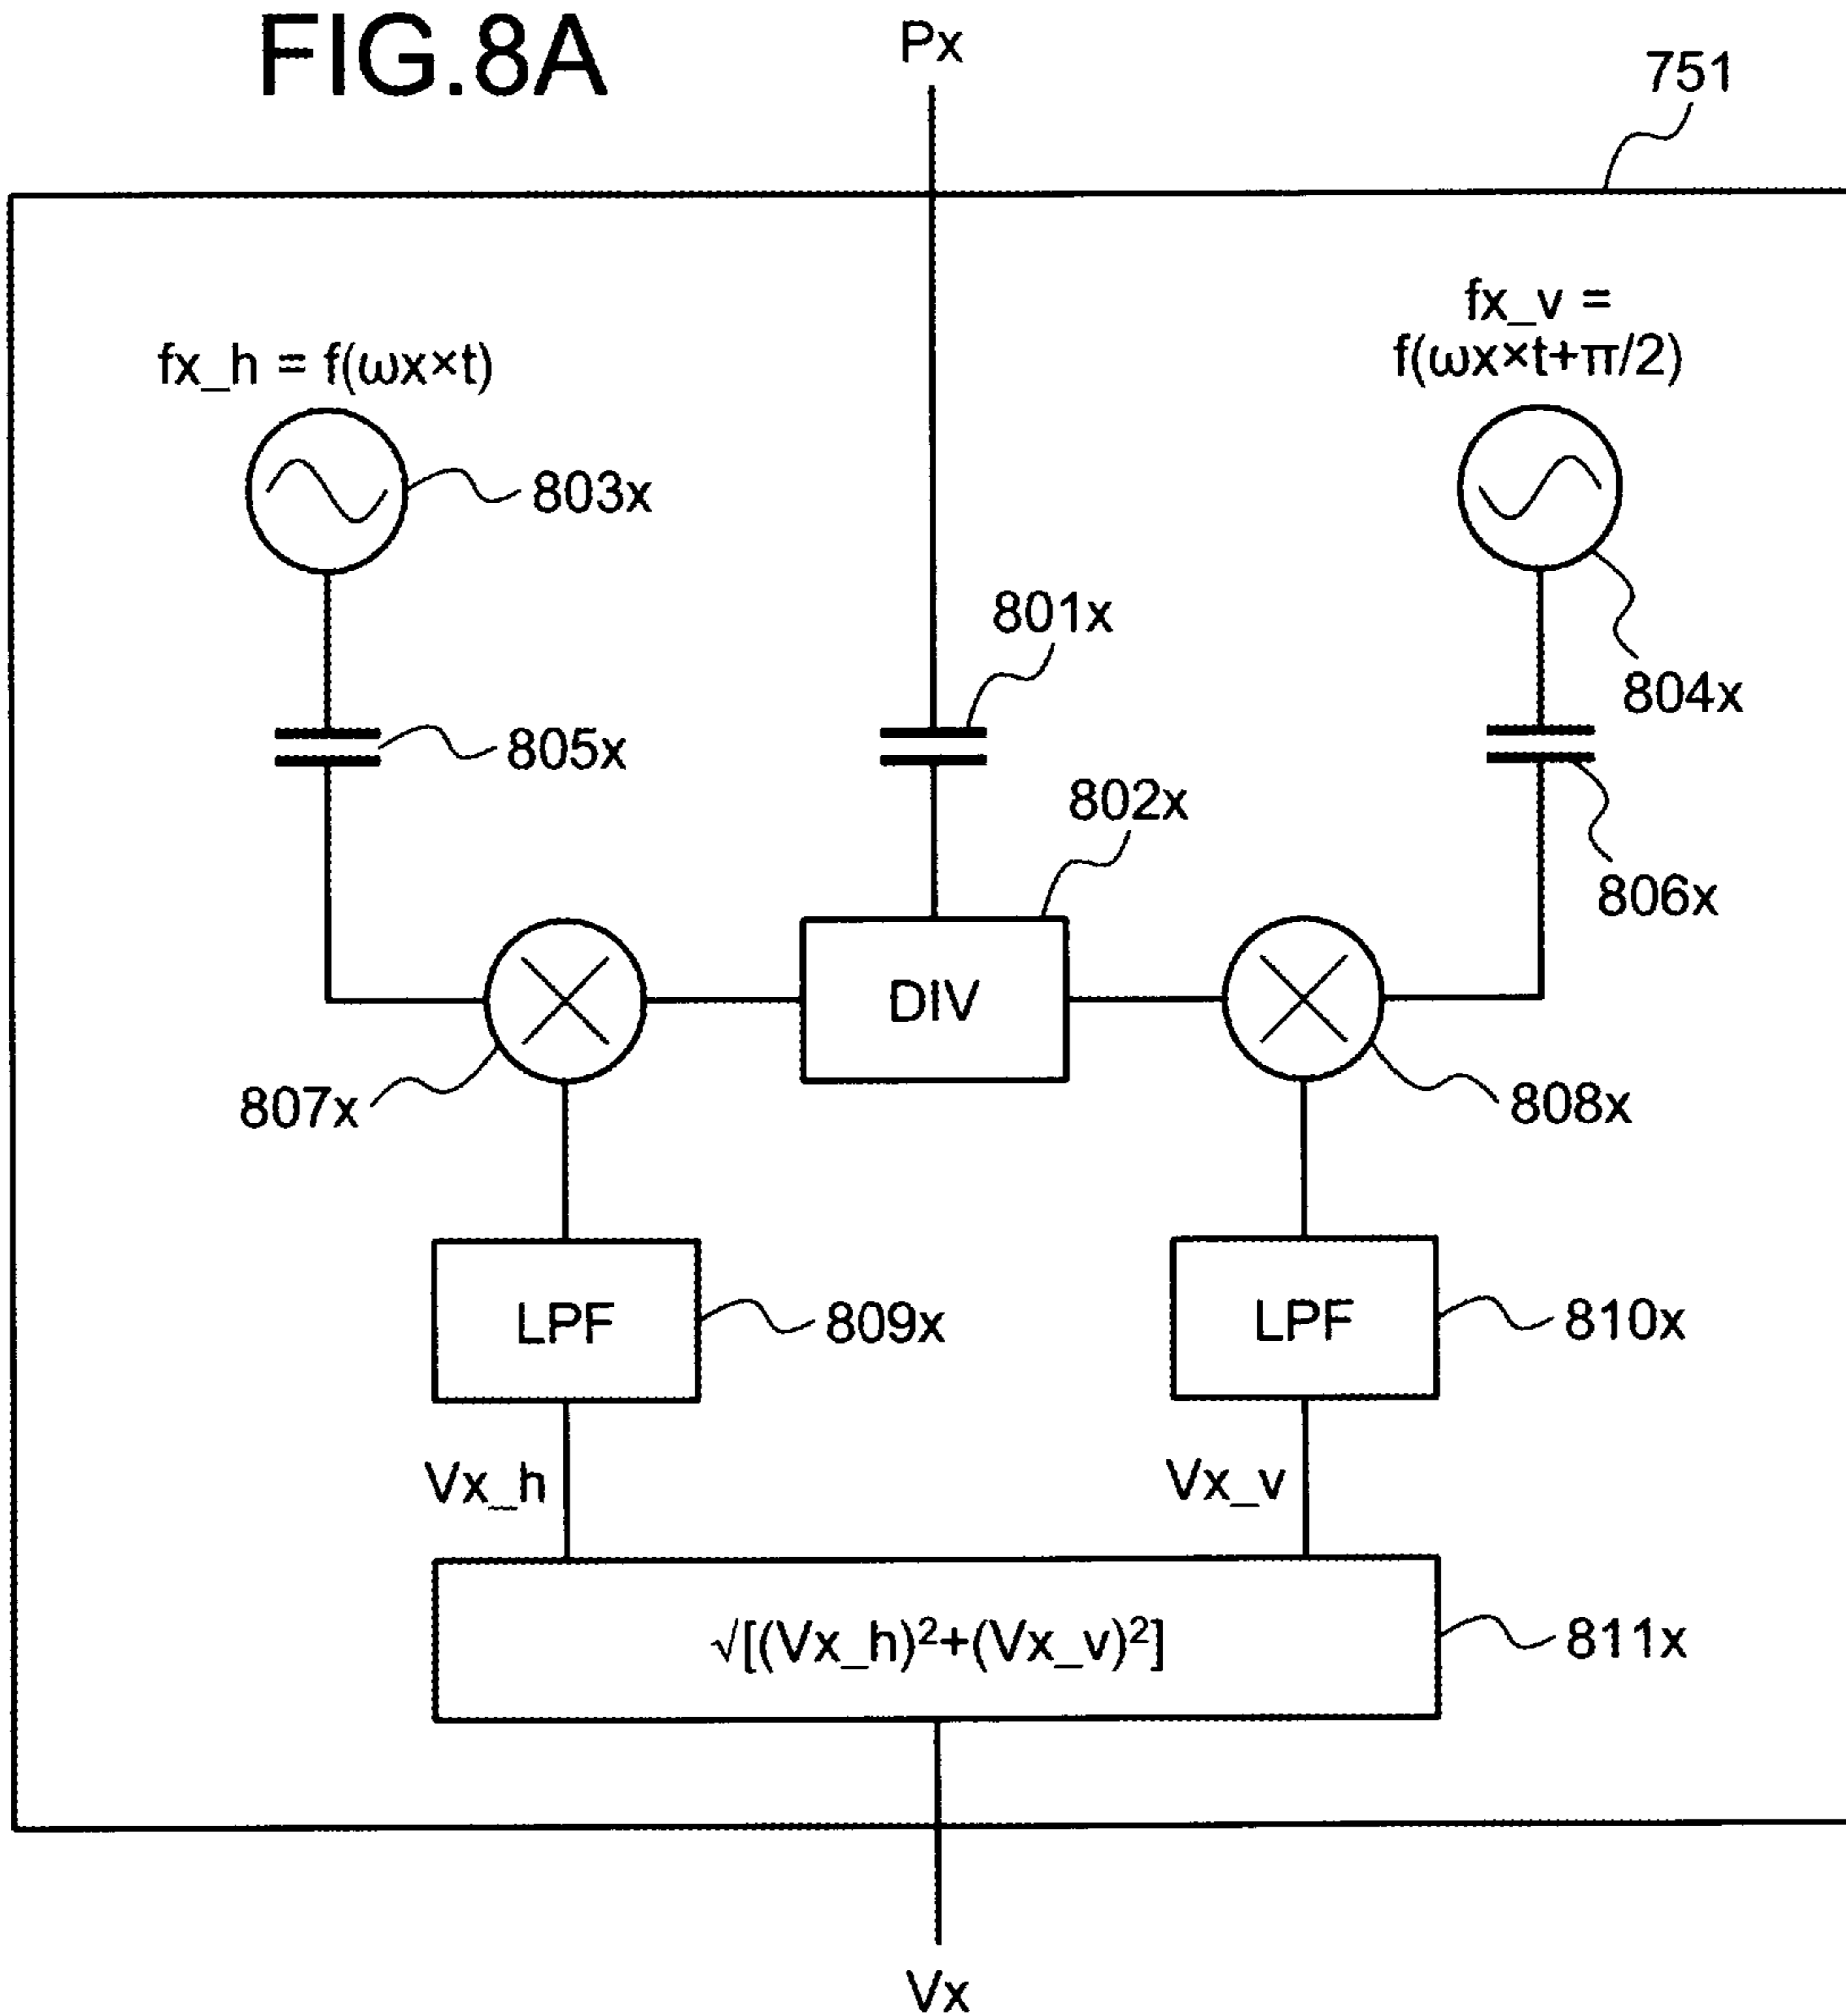 FIG.8A
Px
751
fx_h = f(ωx×t)
fx_v =
f(ωx×t+π/2)
803x
804x
801x
805x
802x
806x
DIV
807x
808x
LPF
809x
LPF
810x
Vx_h
Vx_v
√[(Vx_h)²+(Vx_v)²]
811x
Vx